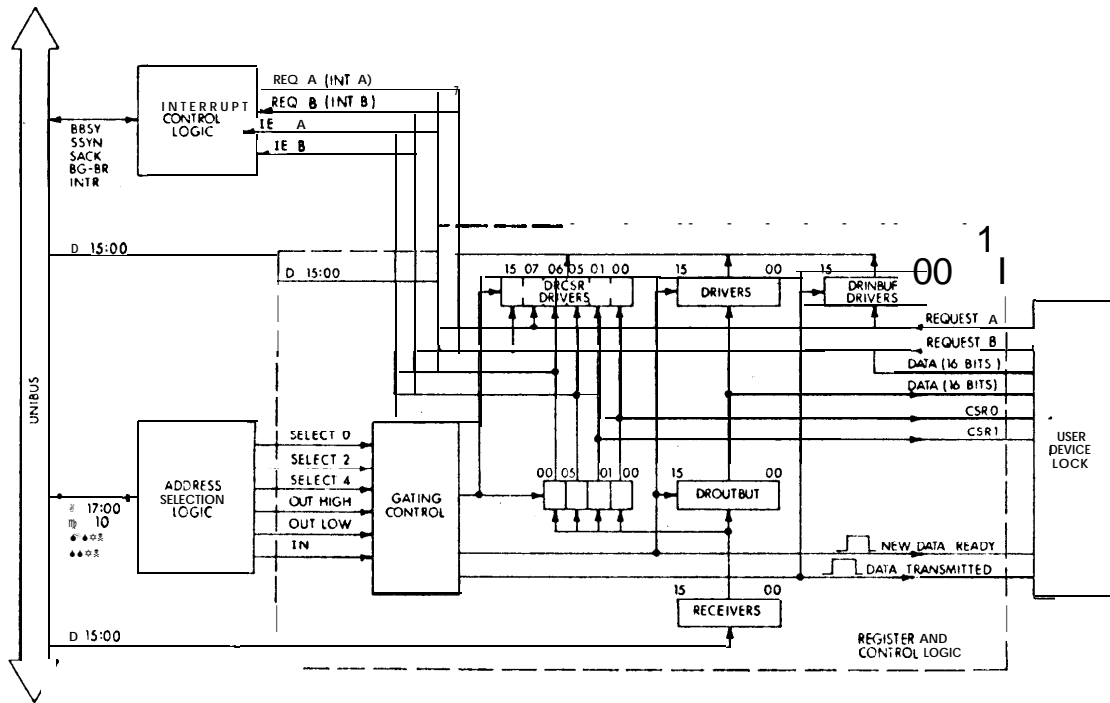 REQ A (INT A)
REQ B (INT B)
IE A
IE B
INTERRUPT
CONTROL
LOGIC
BBSY
SSYN
SACK
BG-BR
INTR
UNIBUS
D 15:00
D 15:00
15 07 06 05 01 00
DRCSR
DRIVERS
15 00
DRIVERS
15
00
1
DRINBUF
DRIVERS
REQUEST A
REQUEST B
DATA (16 BITS)
DATA (16 BITS)
CSR0
CSR1
USER
DEVICE
LOCK
ADDRESS
SELECTION
LOGIC
17:00
10
SELECT 0
SELECT 2
SELECT 4
OUT HIGH
OUT LOW
IN
GATING
CONTROL
00 05 01 00
15 00
DROUTBUT
NEW DATA READY
DATA TRANSMITTED
15 00
RECEIVERS
D 15:00
REGISTER AND
CONTROL LOGIC